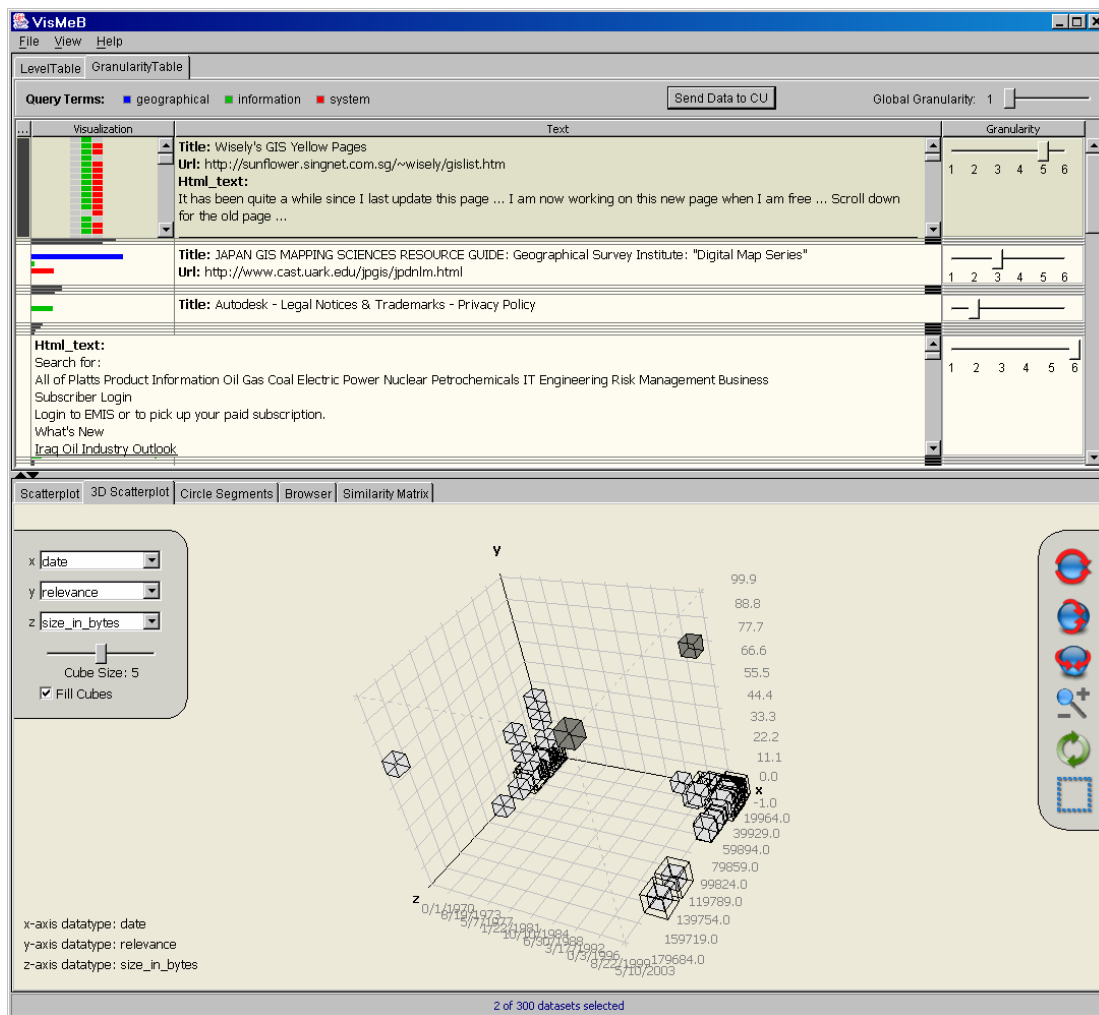 VisMeB
File View Help
LevelTable GranularityTable
Query Terms: geographical information system Send Data to CU Global Granularity: 1
... Visualization Text Granularity
Title: Wisely's GIS Yellow Pages
Url: http://sunflower.singnet.com.sg/~wisely/gislist.htm
Html_text:
It has been quite a while since I last update this page ... I am now working on this new page when I am free ... Scroll down
for the old page ...
1 2 3 4 5 6
Title: JAPAN GIS MAPPING SCIENCES RESOURCE GUIDE: Geographical Survey Institute: "Digital Map Series"
Url: http://www.cast.uark.edu/jpgis/jpdnlm.html
1 2 3 4 5 6
Title: Autodesk - Legal Notices & Trademarks - Privacy Policy
Html_text:
Search for:
All of Platts Product Information Oil Gas Coal Electric Power Nuclear Petrochemicals IT Engineering Risk Management Business
Subscriber Login
Login to EMIS or to pick up your paid subscription.
What's New
Iraq Oil Industry Outlook
1 2 3 4 5 6
Scatterplot 3D Scatterplot Circle Segments Browser Similarity Matrix
x date
y relevance
z size_in_bytes
Cube Size: 5
Fill Cubes
y
99.9
88.8
77.7
66.6
55.5
44.4
33.3
22.2
11.1
0.0
x
-1.0
19964.0
39929.0
59894.0
79859.0
99824.0
119789.0
139754.0
159719.0
179684.0
z
0/1/1970
8/19/1973
5/7/1977
1/22/1981
10/10/1984
6/30/1988
3/17/1992
0/3/1996
8/22/1999
5/10/2003
x-axis datatype: date
y-axis datatype: relevance
z-axis datatype: size_in_bytes
2 of 300 datasets selected